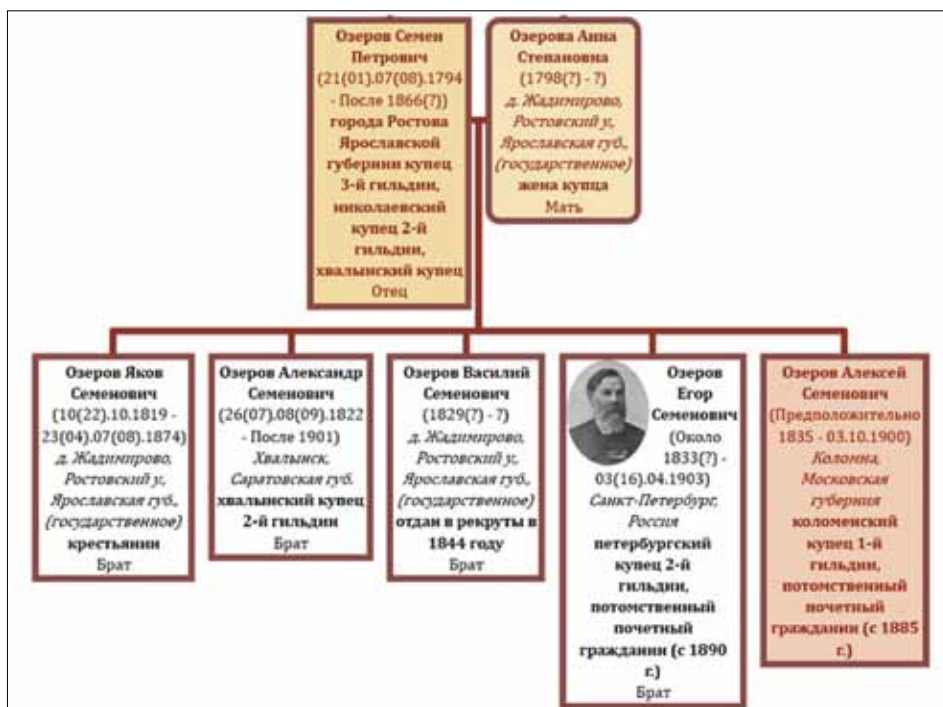 Озеров Семен
Петрович
(21(01).07(08).1794
- После 1866(?))
города Ростова
Ярославской
губернии купец
3-й гильдии,
николаевский
купец 2-й
гильдии,
хвалынский купец
Отец
Озерова Анна
Степановна
(1798(?) - ?)
д. Жадимирово,
Ростовский у.,
Ярославская губ.,
(государственное)
жена купца
Мать
Озеров Яков
Семенович
(10(22).10.1819 -
23(04).07(08).1874)
д. Жадимирово,
Ростовский у.,
Ярославская губ.,
(государственное)
крестьянин
Брат
Озеров Александр
Семенович
(26(07).08(09).1822
- После 1901)
Хвалынск,
Саратовская губ.
хвалынский купец
2-й гильдии
Брат
Озеров Василий
Семенович
(1829(?) - ?)
д. Жадимирово,
Ростовский у.,
Ярославская губ.,
(государственное)
отдан в рекруты в
1844 году
Брат
Озеров
Егор
Семенович
(Около
1833(?) -
03(16).04.1903)
Санкт-Петербург,
Россия
петербургский
купец 2-й
гильдии,
потомственный
почетный
гражданин (с 1890
г.)
Брат
Озеров Алексей
Семенович
(Предположительно
1835 - 03.10.1900)
Коломна,
Московская
губерния
коломенский
купец 1-й
гильдии,
потомственный
почетный
гражданин (с 1885
г.)